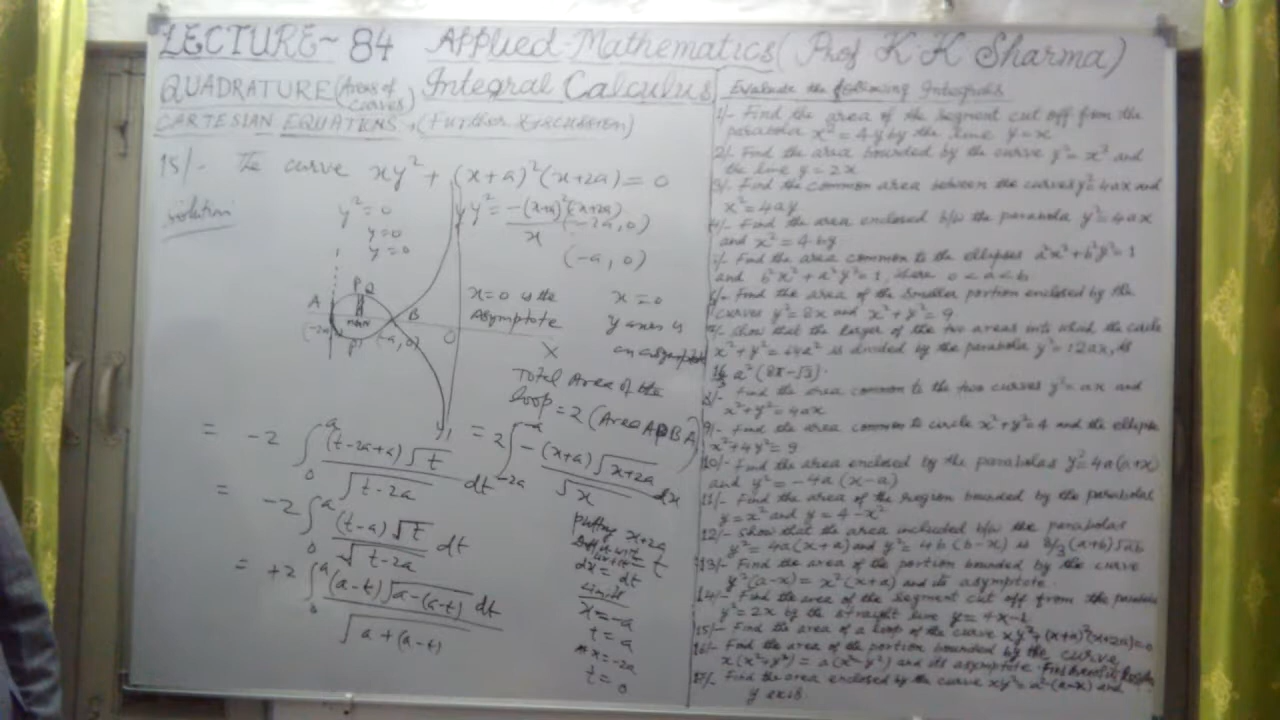 LECTURE~84 Applied-Mathematics (Prof K K Sharma)
QUADRATURE (Areas of curves), Integral Calculus
CARTESIAN EQUATIONS, (Further Discussion)
15/- The curve xy²+(x+a)²(x+2a)=0
Solution
y²=0
y=0
y=0
y²= -(x+a)²(x+2a)/x
(-2a,0)
(-a,0)
A
P Q
B
O
(-2a
(-a,0)
P'
x=0 is the
Asymptote
x=0
y axis is
an asymptote
X
Total Area of the
loop = 2 (Area APBA)
= 2∫_{-2a}^{-a} -(x+a)√(x+2a)/√x dx
= -2∫_0^a (t-2a+a)√t/√(t-2a) dt
= -2∫_0^a (t-a)√t/√(t-2a) dt
= +2∫_0^a (a-t)√(a-(a-t)) dt/√(a+(a-t))
Putting x+2a
= t
dx = dt
Limits
x=-a
t=a
At x=-2a
t=0
Evaluate the following Integrals
1/- Find the area of the segment cut off from the
parabola x²=4y by the line y=x
2/- Find the area bounded by the curve y²=x³ and
the line y=2x
3/- Find the common area between the curves y²=4ax and
x²=4ay
4/- Find the area enclosed b/w the parabola y²=4ax
and x²=4by
5/- Find the area common to the ellipses a²x²+b²y²=1
and b²x²+a²y²=1, where 0<a<b
6/- Find the area of the smaller portion enclosed by the
curves y²=8x and x²+y²=9
7/- Show that the larger of the two areas into which the circle
x²+y²=64a² is divided by the parabola y²=12ax, is
16/3 a²(8π-√3).
8/- Find the area common to the two curves y²=ax and
x²+y²=4ax
9/- Find the area common to circle x²+y²=4 and the ellipse
x²+4y²=9
10/- Find the area enclosed by the parabolas y²=4a(a+x)
and y²=-4a(x-a)
11/- Find the area of the region bounded by the parabolas
y=x² and y=4-x²
12/- Show that the area included b/w the parabolas
y²=4a(x+a) and y²=4b(b-x) is 8/3(a+b)√ab
13/- Find the area of the portion bounded by the curve
y²(a-x)=x²(x+a) and its asymptote.
14/- Find the area of the segment cut off from the parabola
y²=2x by the straight line y=4x-1
15/- Find the area of a loop of the curve xy²+(x+a)²(x+2a)=0
16/- Find the area of the portion bounded by the curve
x(x²+y²)=a(x²-y²) and its asymptote.
17/- Find the area enclosed by the curve xy²=a²(a-x) and
y axis.